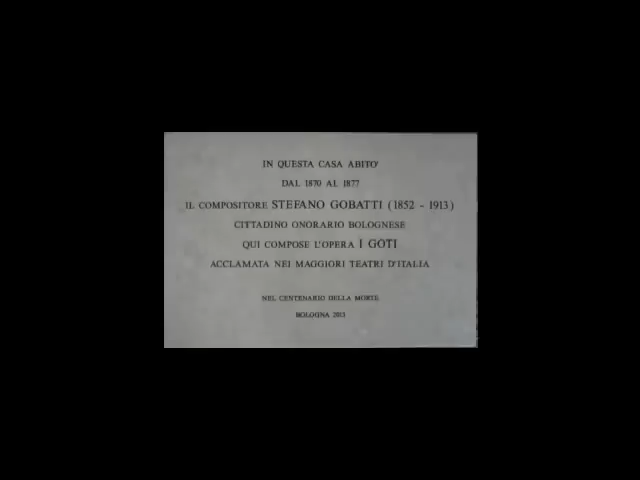 IN QUESTA CASA ABITO'
DAL 1870 AL 1877
IL COMPOSITORE STEFANO GOBATTI (1852 - 1913)
CITTADINO ONORARIO BOLOGNESE
QUI COMPOSE L'OPERA I GOTI
ACCLAMATA NEI MAGGIORI TEATRI D'ITALIA
NEL CENTENARIO DELLA MORTE
BOLOGNA 2013